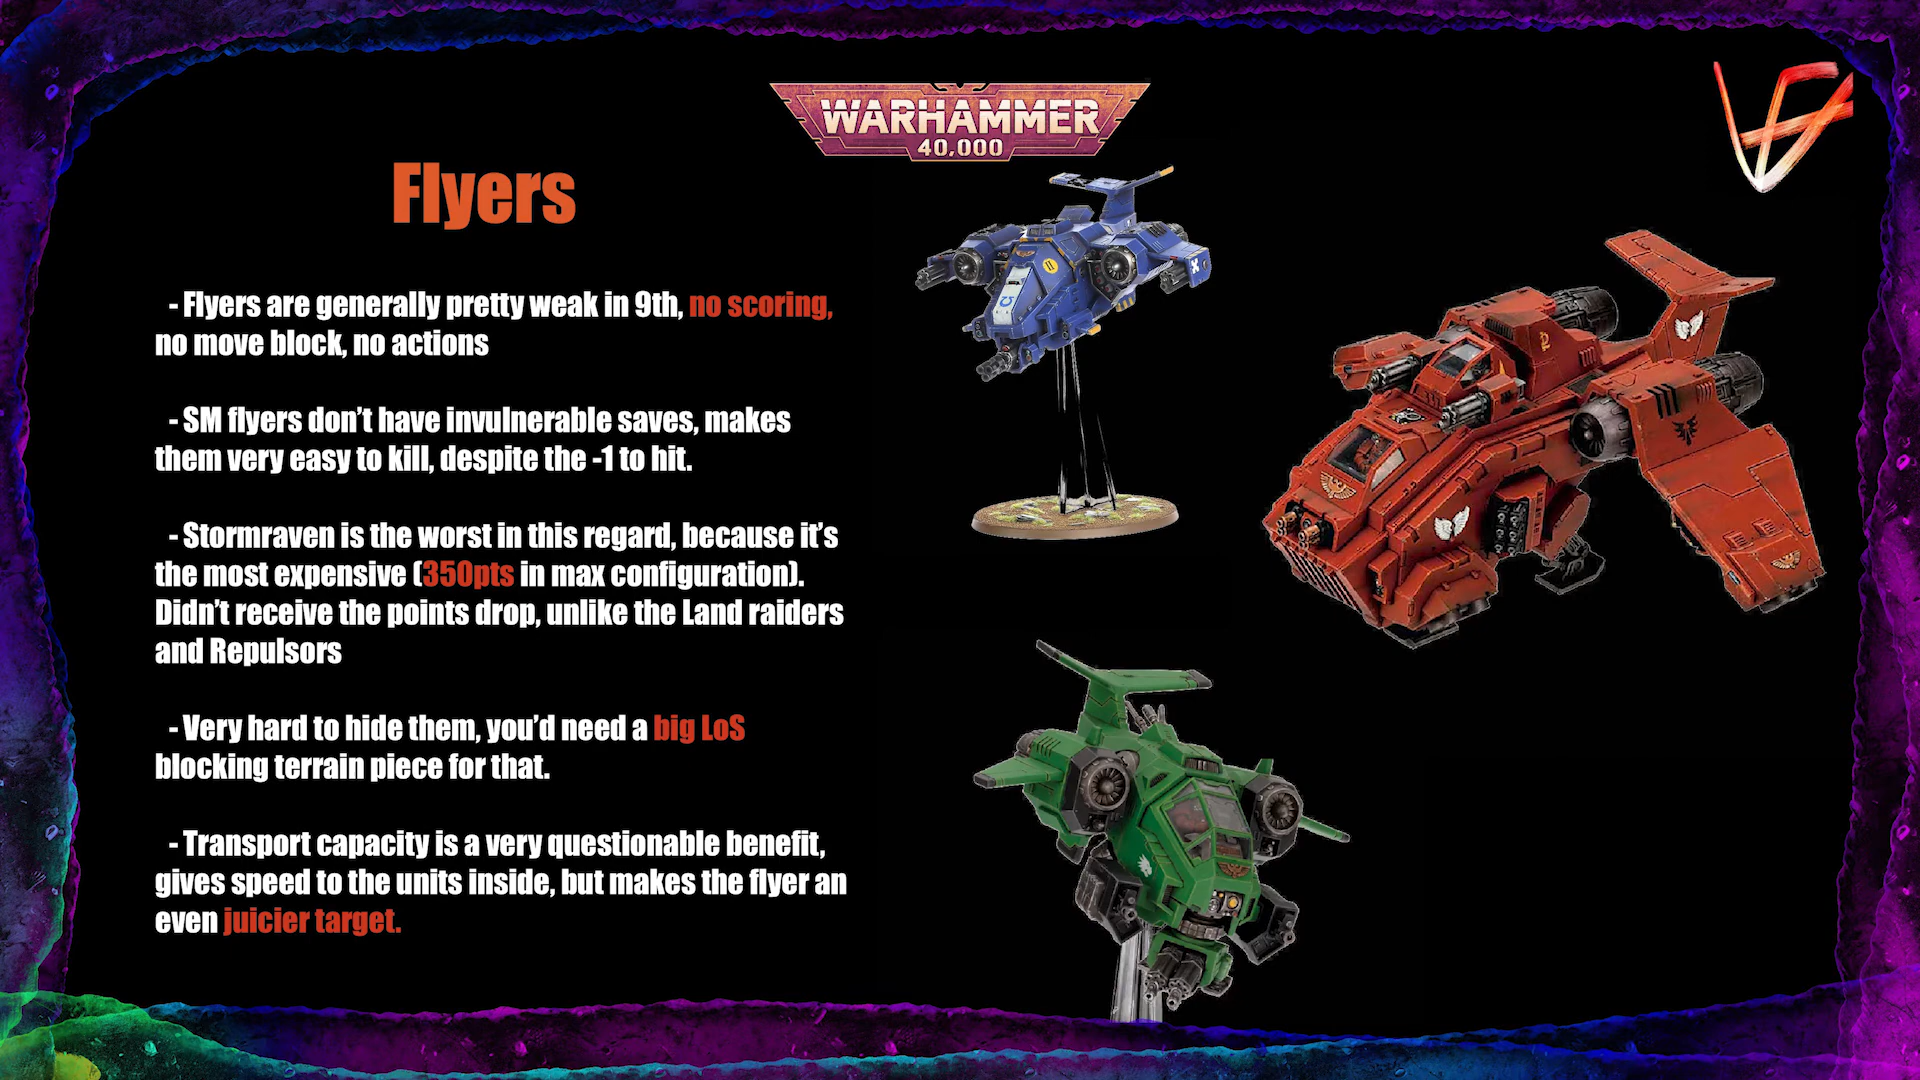 WARHAMMER
40,000
Flyers
- Flyers are generally pretty weak in 9th, no scoring,
no move block, no actions
- SM flyers don't have invulnerable saves, makes
them very easy to kill, despite the -1 to hit.
- Stormraven is the worst in this regard, because it's
the most expensive (350pts in max configuration).
Didn't receive the points drop, unlike the Land raiders
and Repulsors
- Very hard to hide them, you'd need a big LoS
blocking terrain piece for that.
- Transport capacity is a very questionable benefit,
gives speed to the units inside, but makes the flyer an
even juicier target.